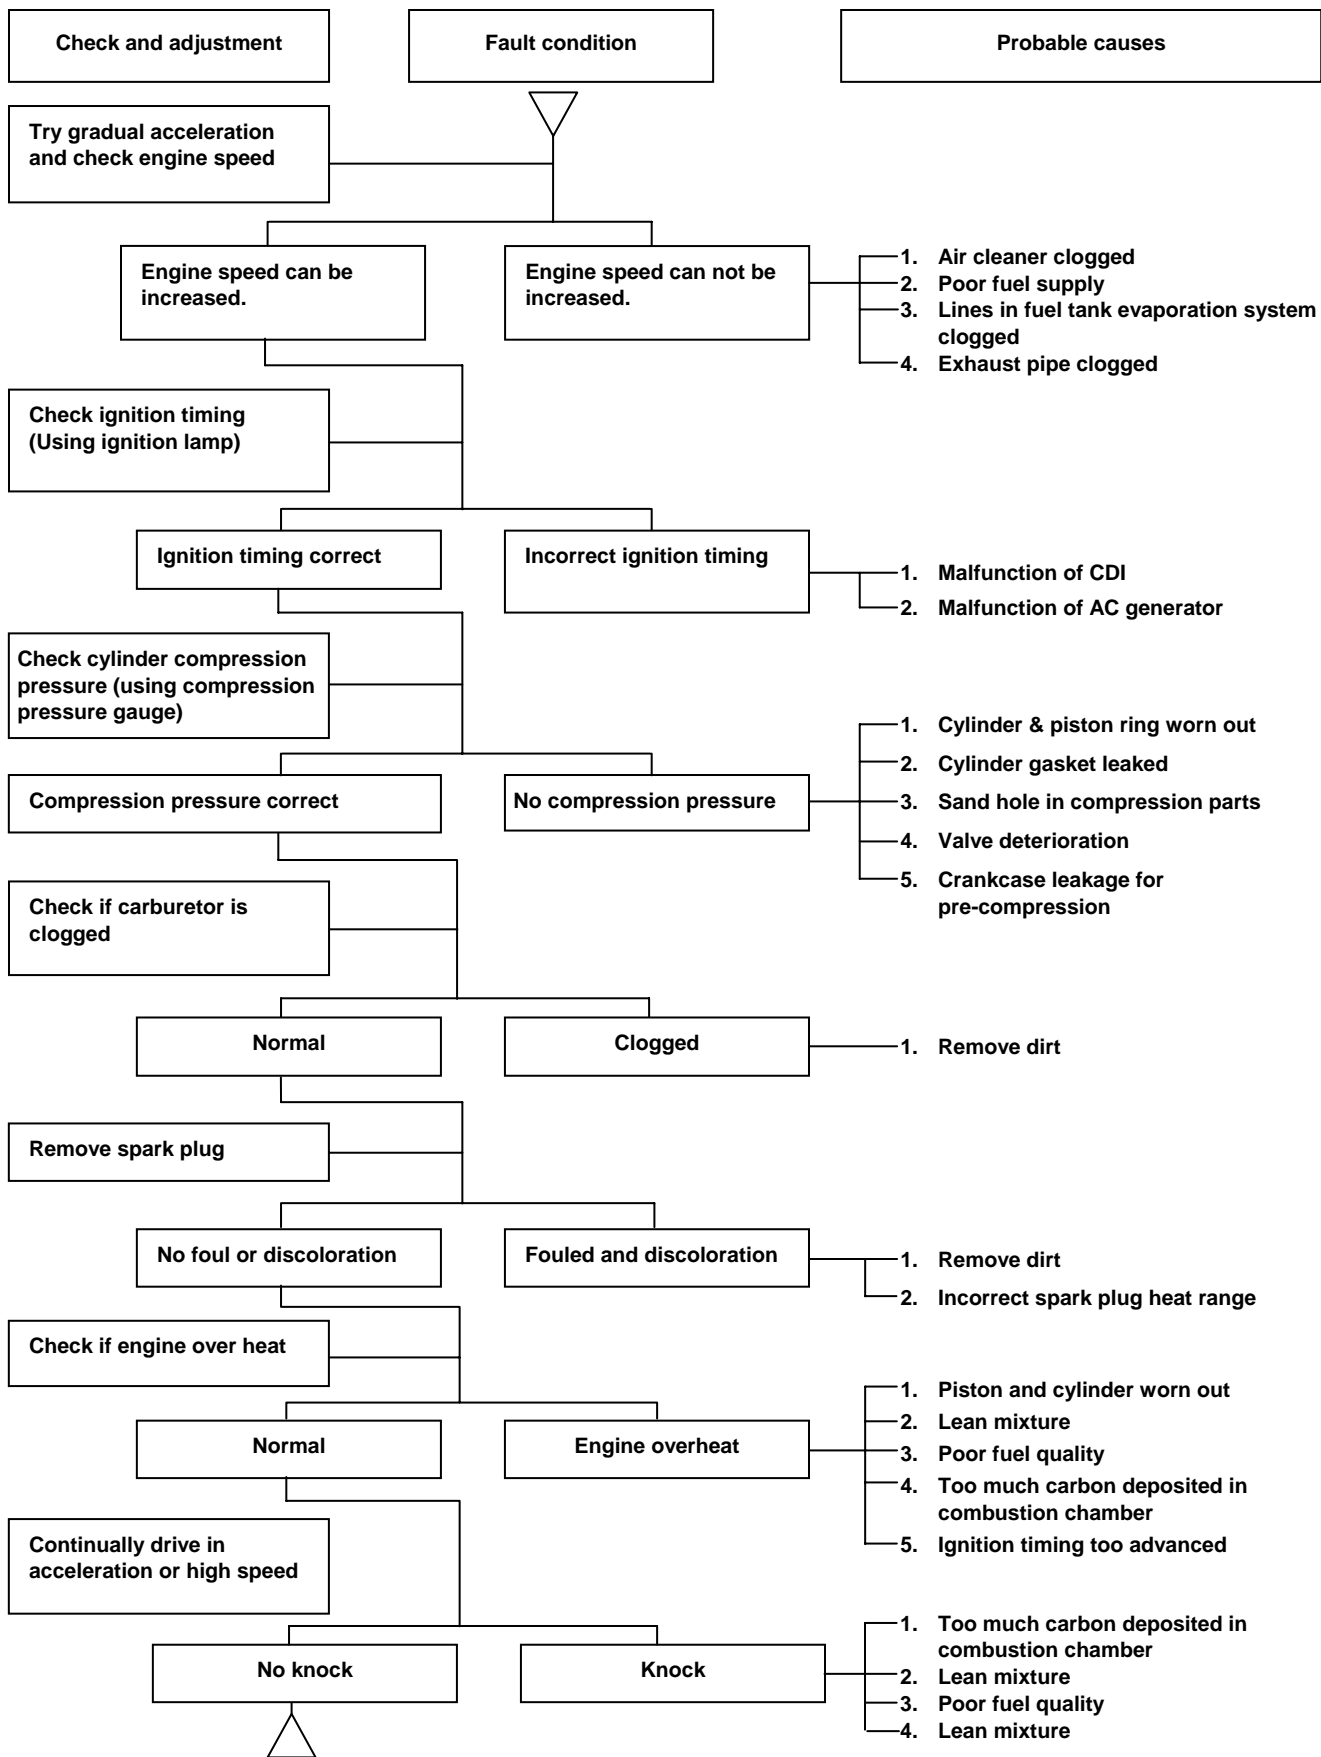 Check and adjustment
Fault condition
Probable causes
Try gradual acceleration
and check engine speed
Engine speed can be
increased.
Engine speed can not be
increased.
1. Air cleaner clogged
2. Poor fuel supply
3. Lines in fuel tank evaporation system
clogged
4. Exhaust pipe clogged
Check ignition timing
(Using ignition lamp)
Ignition timing correct
Incorrect ignition timing
1. Malfunction of CDI
2. Malfunction of AC generator
Check cylinder compression
pressure (using compression
pressure gauge)
Compression pressure correct
No compression pressure
1. Cylinder & piston ring worn out
2. Cylinder gasket leaked
3. Sand hole in compression parts
4. Valve deterioration
5. Crankcase leakage for
pre-compression
Check if carburetor is
clogged
Normal
Clogged
1. Remove dirt
Remove spark plug
No foul or discoloration
Fouled and discoloration
1. Remove dirt
2. Incorrect spark plug heat range
Check if engine over heat
Normal
Engine overheat
1. Piston and cylinder worn out
2. Lean mixture
3. Poor fuel quality
4. Too much carbon deposited in
combustion chamber
5. Ignition timing too advanced
Continually drive in
acceleration or high speed
No knock
Knock
1. Too much carbon deposited in
combustion chamber
2. Lean mixture
3. Poor fuel quality
4. Lean mixture